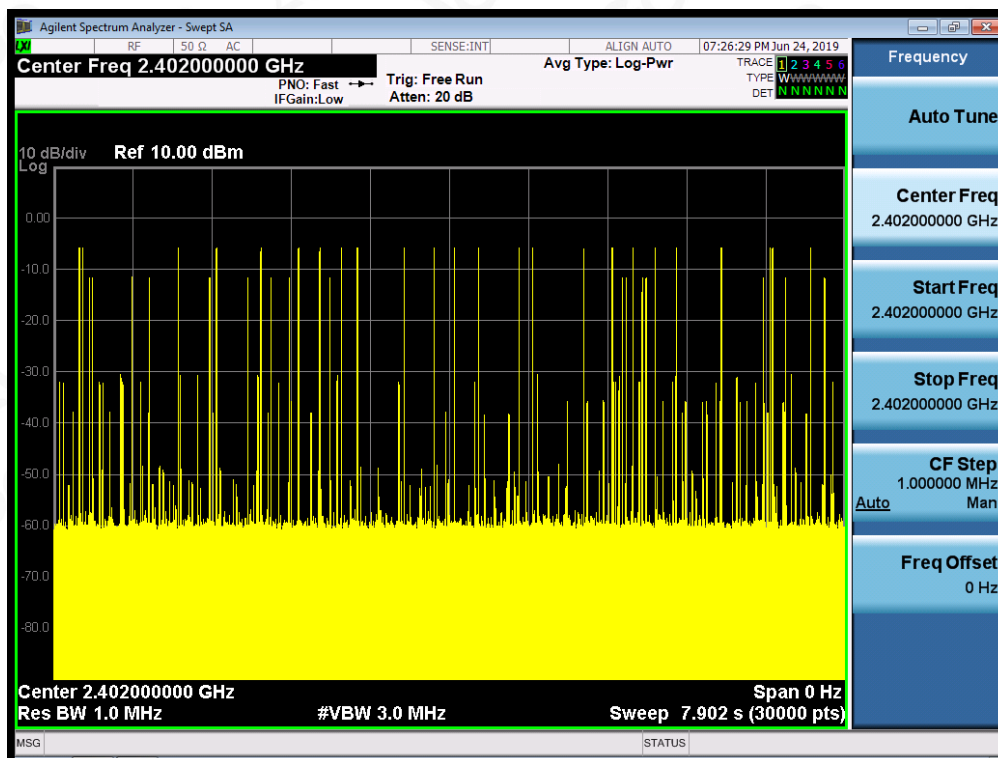 Agilent Spectrum Analyzer - Swept SA
LXI RF 50 Ω AC SENSE:INT ALIGN AUTO 07:26:29 PM Jun 24, 2019
Center Freq 2.402000000 GHz
PNO: Fast
IFGain:Low
Trig: Free Run
Atten: 20 dB
Avg Type: Log-Pwr
TRACE 1 2 3 4 5 6
TYPE WWWWWW
DET N N N N N N
10 dB/div Ref 10.00 dBm
Log
0.00
-10.0
-20.0
-30.0
-40.0
-50.0
-60.0
-70.0
-80.0
Center 2.402000000 GHz Span 0 Hz
Res BW 1.0 MHz #VBW 3.0 MHz Sweep 7.902 s (30000 pts)
MSG STATUS
Frequency
Auto Tune
Center Freq
2.402000000 GHz
Start Freq
2.402000000 GHz
Stop Freq
2.402000000 GHz
CF Step
1.000000 MHz
Auto Man
Freq Offset
0 Hz